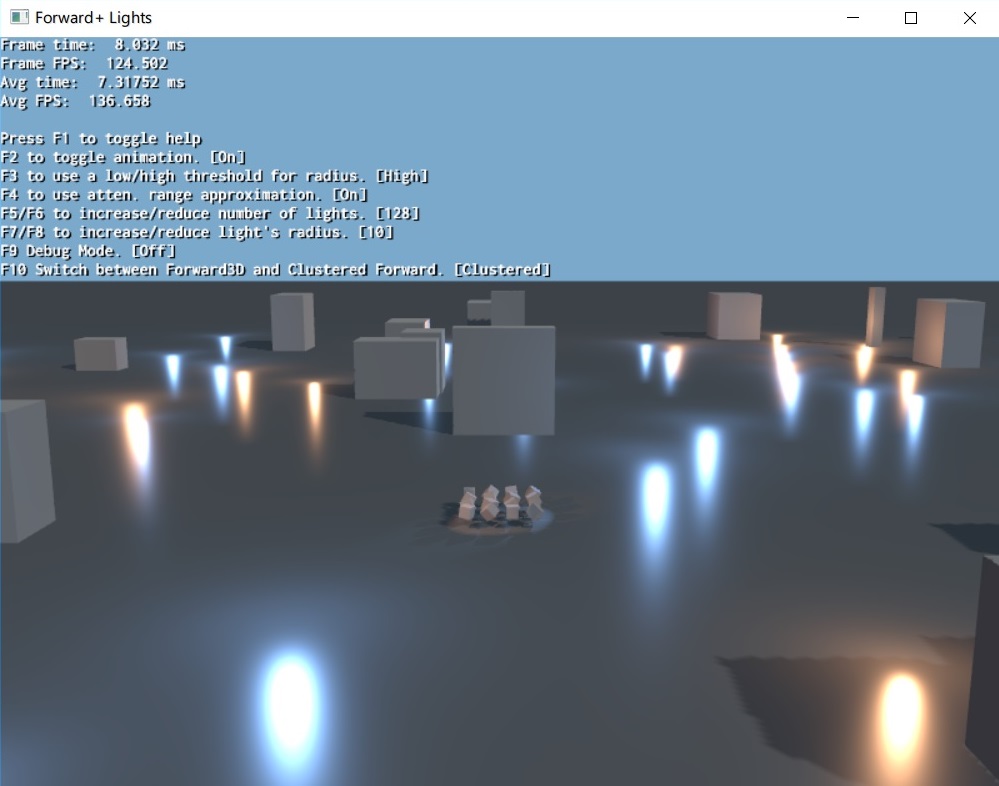 Forward+ Lights
Frame time:  8.032 ms
Frame FPS:  124.502
Avg time:  7.31752 ms
Avg FPS:  136.658
Press F1 to toggle help
F2 to toggle animation. [On]
F3 to use a low/high threshold for radius. [High]
F4 to use atten. range approximation. [On]
F5/F6 to increase/reduce number of lights. [128]
F7/F8 to increase/reduce light's radius. [10]
F9 Debug Mode. [Off]
F10 Switch between Forward3D and Clustered Forward. [Clustered]